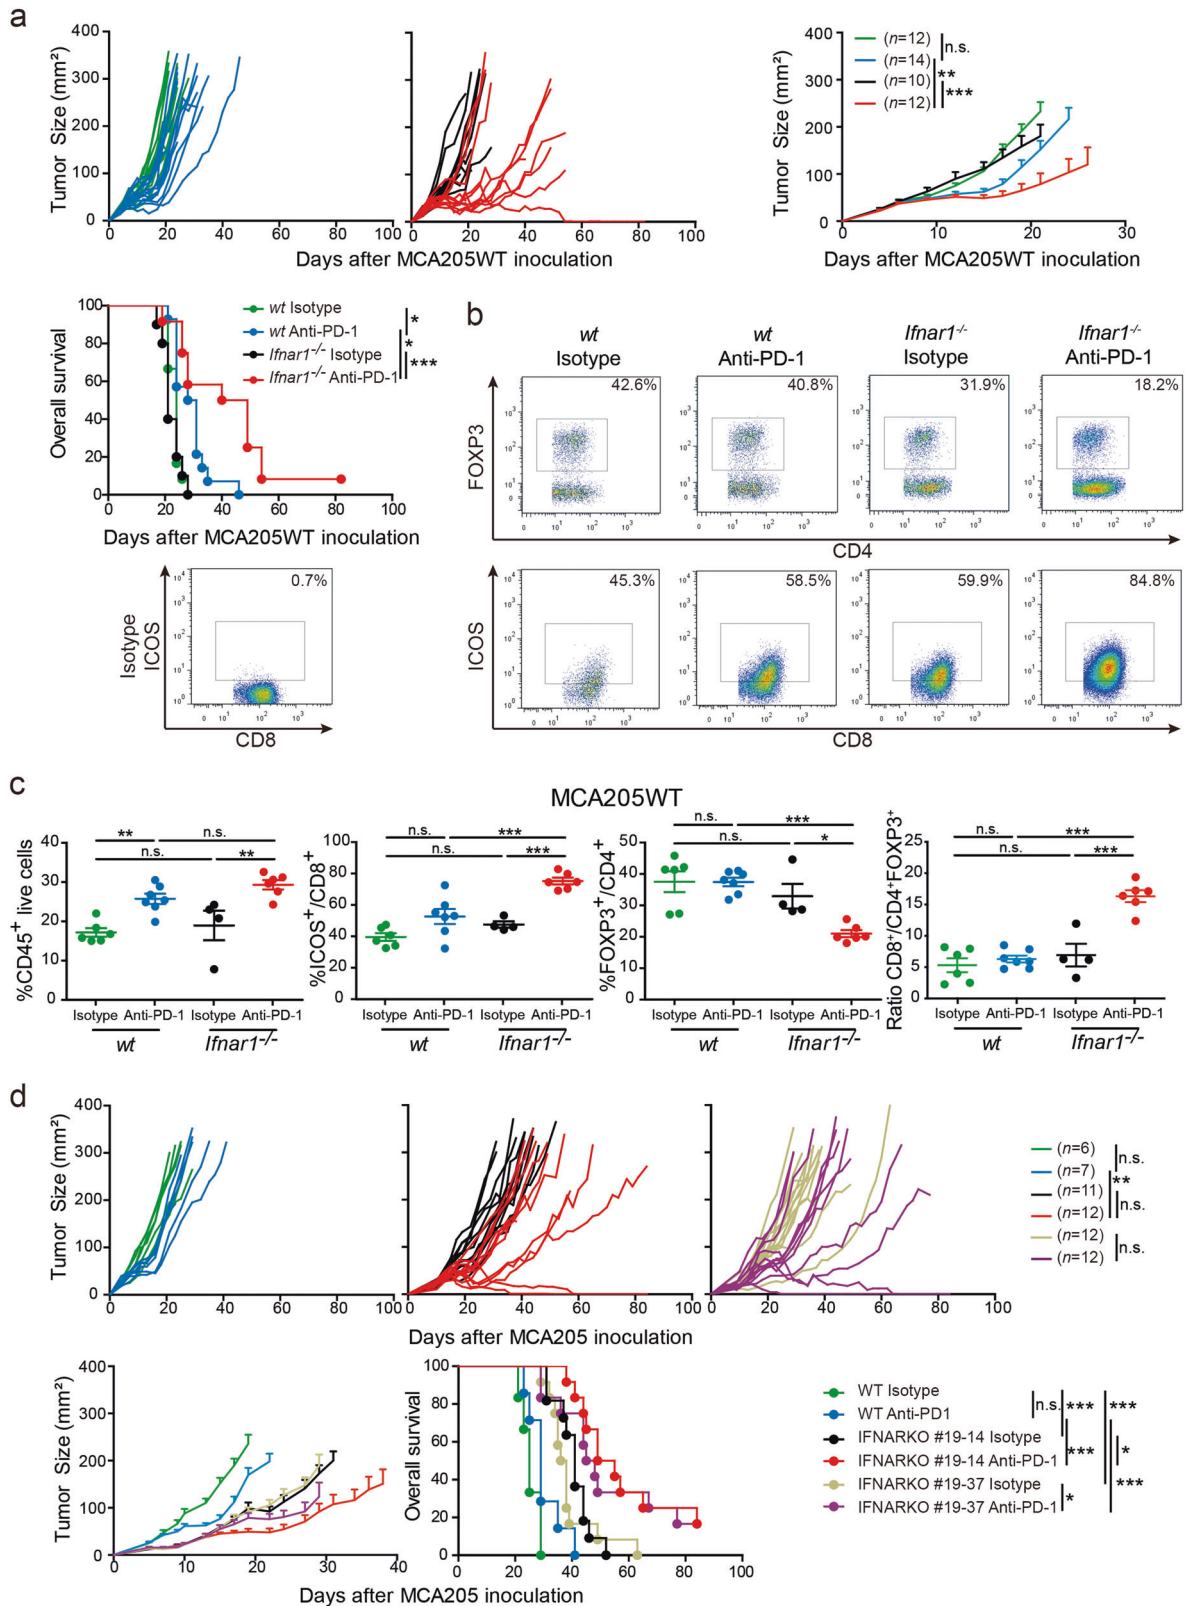 a
Tumor Size (mm²)
400
300
200
100
0
0 20 40 60 80 100
0 20 40 60 80 100
Days after MCA205WT inoculation
Tumor Size (mm²)
400
300
200
100
0
0 10 20 30
Days after MCA205WT inoculation
(n=12)
(n=14)
(n=10)
(n=12)
n.s.
**
***
Overall survival
100
80
60
40
20
0
0 20 40 60 80 100
Days after MCA205WT inoculation
wt Isotype
wt Anti-PD-1
Ifnar1-/- Isotype
Ifnar1-/- Anti-PD-1
*
*
***
b
wt Isotype
wt Anti-PD-1
Ifnar1-/- Isotype
Ifnar1-/- Anti-PD-1
42.6% 40.8% 31.9% 18.2%
FOXP3
CD4
Isotype
ICOS
0.7%
CD8
ICOS
45.3% 58.5% 59.9% 84.8%
CD8
c
MCA205WT
%CD45+ live cells
40
30
20
10
0
** n.s.
n.s. **
Isotype Anti-PD-1 Isotype Anti-PD-1
wt Ifnar1-/-
%ICOS+/CD8+
100
80
60
40
20
0
n.s. ***
n.s. ***
Isotype Anti-PD-1 Isotype Anti-PD-1
wt Ifnar1-/-
%FOXP3+/CD4+
50
40
30
20
10
0
n.s. ***
n.s. *
Isotype Anti-PD-1 Isotype Anti-PD-1
wt Ifnar1-/-
Ratio CD8+/CD4+FOXP3+
25
20
15
10
5
0
n.s. ***
n.s. ***
Isotype Anti-PD-1 Isotype Anti-PD-1
wt Ifnar1-/-
d
Tumor Size (mm²)
400
300
200
100
0
0 20 40 60 80 100
0 20 40 60 80 100
0 20 40 60 80 100
Days after MCA205 inoculation
(n=6)
(n=7)
(n=11)
(n=12)
(n=12)
(n=12)
n.s.
**
n.s.
n.s.
Tumor Size (mm²)
400
300
200
100
0
0 10 20 30 40
Overall survival
100
80
60
40
20
0
0 20 40 60 80 100
Days after MCA205 inoculation
WT Isotype
WT Anti-PD1
IFNARKO #19-14 Isotype
IFNARKO #19-14 Anti-PD-1
IFNARKO #19-37 Isotype
IFNARKO #19-37 Anti-PD-1
n.s. *** ***
*** *
* ***